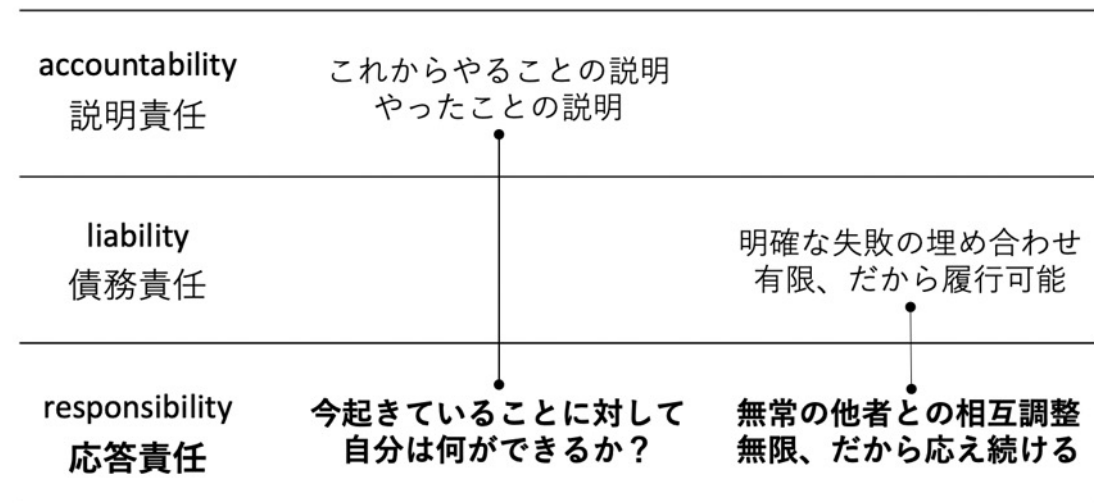 accountability
説明責任
これからやることの説明
やったことの説明
liability
債務責任
明確な失敗の埋め合わせ
有限、だから履行可能
responsibility
応答責任
今起きていることに対して
自分は何ができるか？
無常の他者との相互調整
無限、だから応え続ける